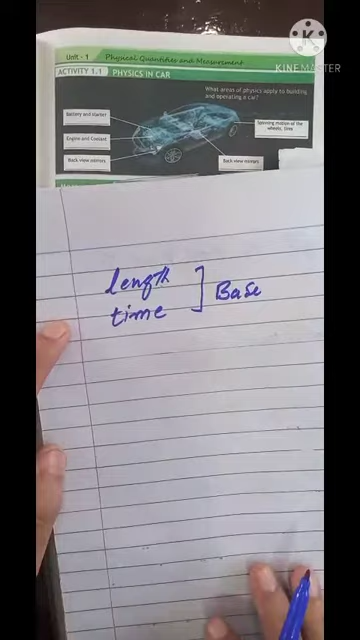 Unit - 1 Physical Quantities and Measurement
ACTIVITY 1.1 PHYSICS IN CAR
What areas of physics apply to building
and operating a car?
Battery and starter
Engine and Coolant
Back view mirrors
Spinning motion of the
wheels, time
Back view mirrors
KINEMASTER
length
time
Base